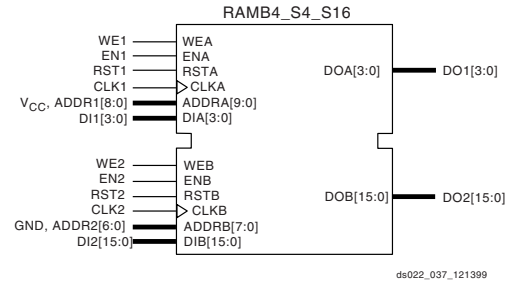 RAMB4_S4_S16
WE1 WEA
EN1 ENA
RST1 RSTA DOA[3:0] DO1[3:0]
CLK1 CLKA
VCC, ADDR1[8:0] ADDRA[9:0]
DI1[3:0] DIA[3:0]
WE2 WEB
EN2 ENB
RST2 RSTB DOB[15:0] DO2[15:0]
CLK2 CLKB
GND, ADDR2[6:0] ADDRB[7:0]
DI2[15:0] DIB[15:0]
ds022_037_121399